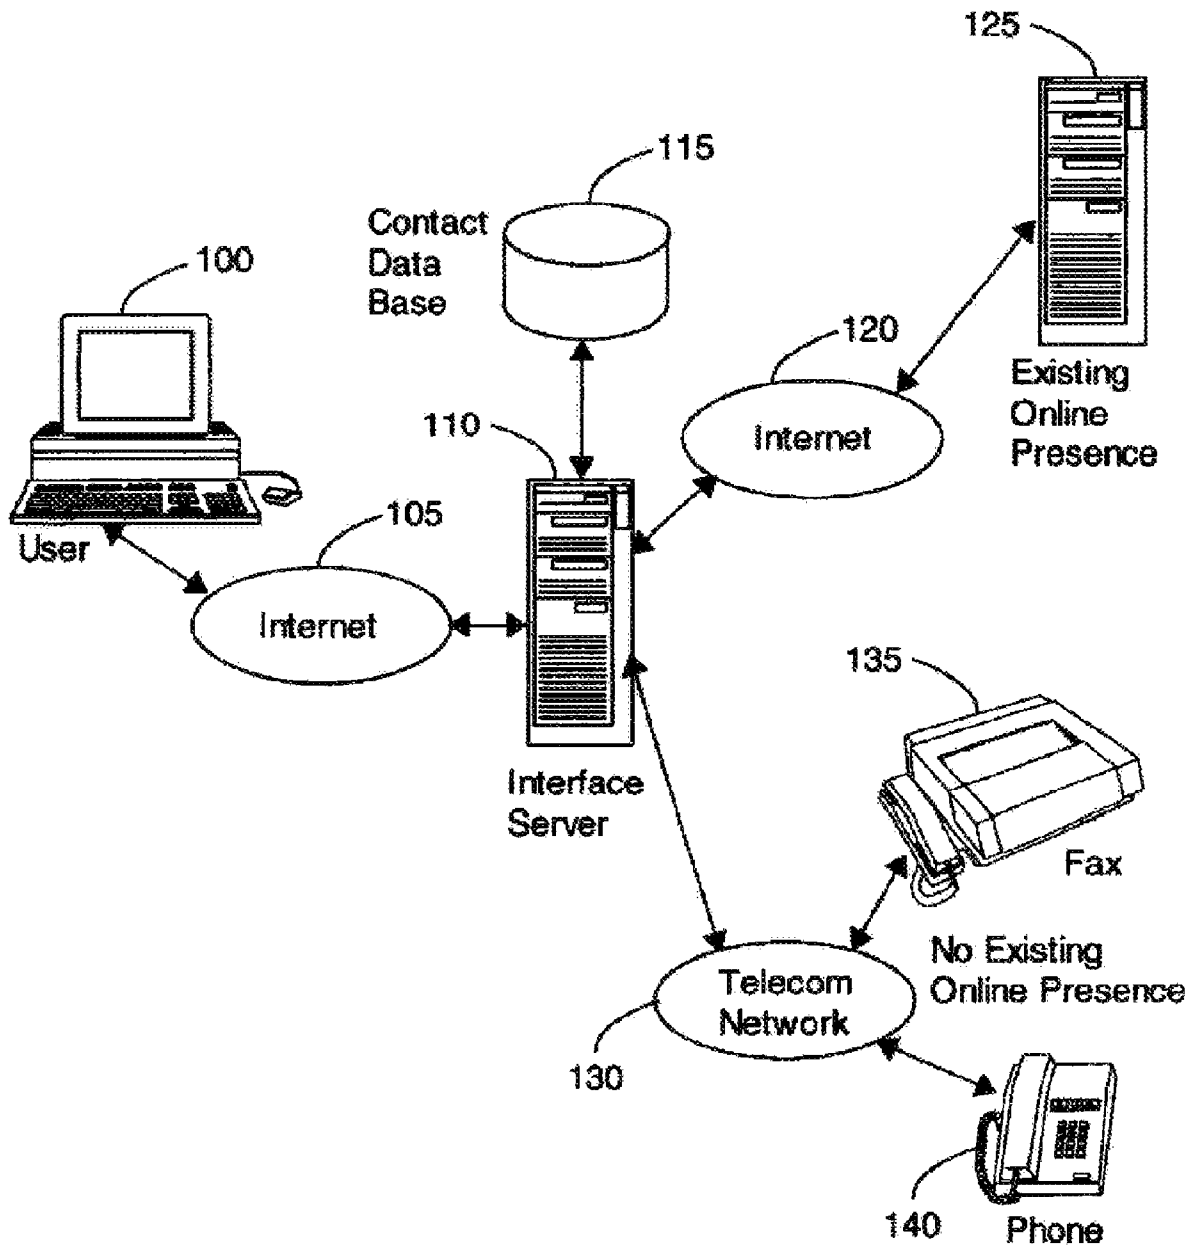 125
115
Contact
Data
Base
100
120
Existing
Online
Presence
110
Internet
105
User
Internet
135
Interface
Server
Fax
No Existing
Online Presence
Telecom
Network
130
140
Phone